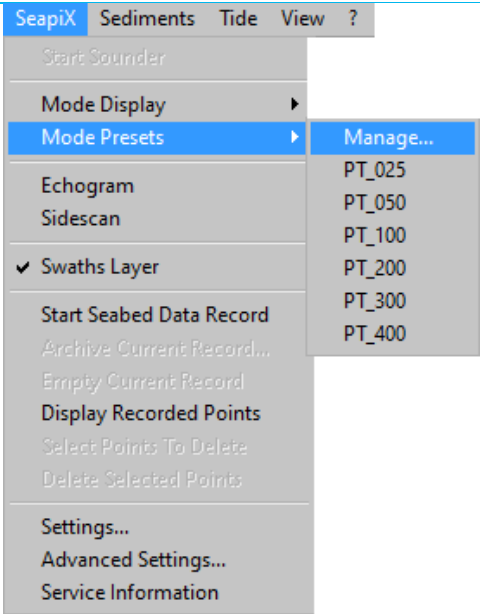 SeapiX Sediments Tide View ?
Start Sounder
Mode Display
Mode Presets
Manage...
PT_025
PT_050
PT_100
PT_200
PT_300
PT_400
Echogram
Sidescan
Swaths Layer
Start Seabed Data Record
Archive Current Record...
Empty Current Record
Display Recorded Points
Select Points To Delete
Delete Selected Points
Settings...
Advanced Settings...
Service Information